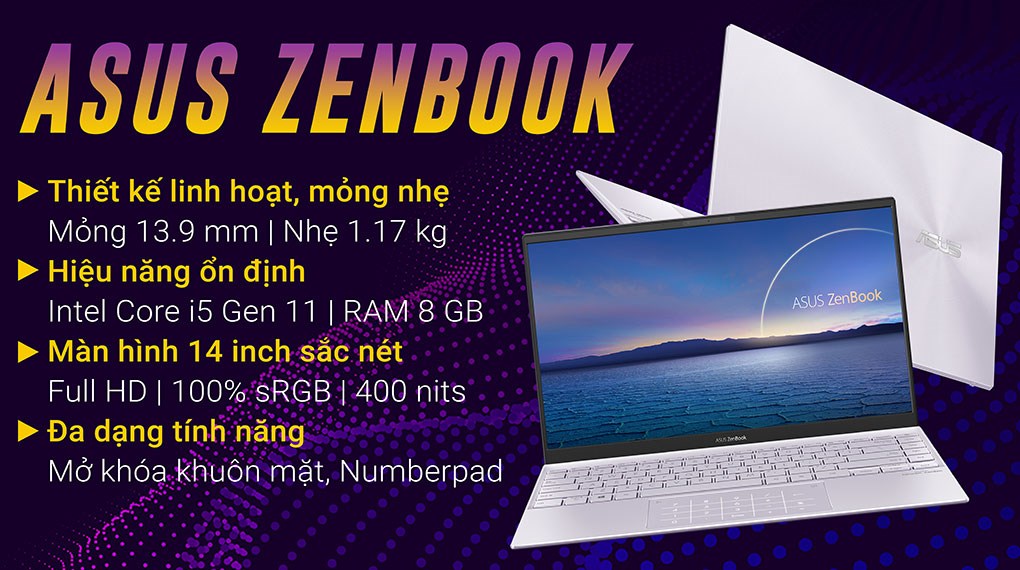 ASUS ZENBOOK
Thiết kế linh hoạt, mỏng nhẹ
Mỏng 13.9 mm | Nhẹ 1.17 kg
Hiệu năng ổn định
Intel Core i5 Gen 11 | RAM 8 GB
Màn hình 14 inch sắc nét
Full HD | 100% sRGB | 400 nits
Đa dạng tính năng
Mở khóa khuôn mặt, Numberpad
ASUS
ASUS ZenBook
ASUS ZenBook